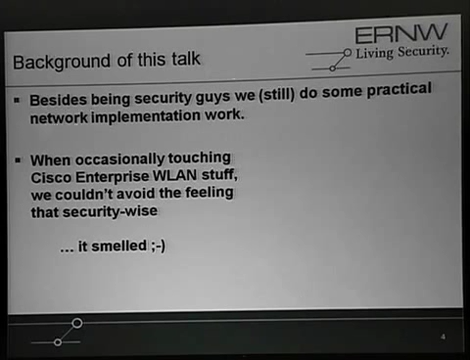 ERNW
Living Security.
Background of this talk
Besides being security guys we (still) do some practical
network implementation work.
When occasionally touching
Cisco Enterprise WLAN stuff,
we couldn't avoid the feeling
that security-wise
... it smelled ;-)
4